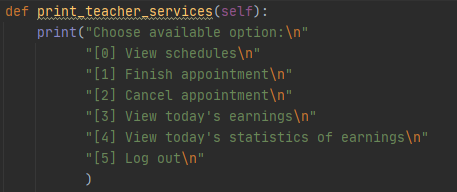 def print_teacher_services(self):
    print("Choose available option:\n"
          "[0] View schedules\n"
          "[1] Finish appointment\n"
          "[2] Cancel appointment\n"
          "[3] View today's earnings\n"
          "[4] View today's statistics of earnings\n"
          "[5] Log out\n"
          )